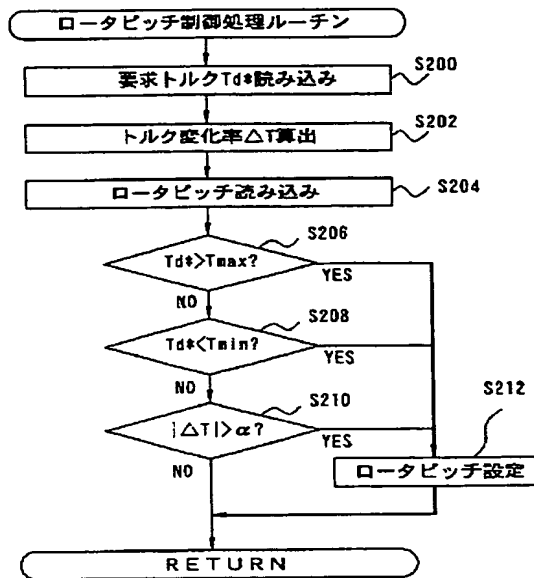 ロータピッチ制御処理ルーチン
要求トルクTd*読み込み
S200
トルク変化率△T算出
S202
ロータピッチ読み込み
S204
Td*>Tmax?
S206
YES
NO
Td*<Tmin?
S208
YES
NO
|△T|>α?
S210
YES
NO
S212
ロータピッチ設定
RETURN